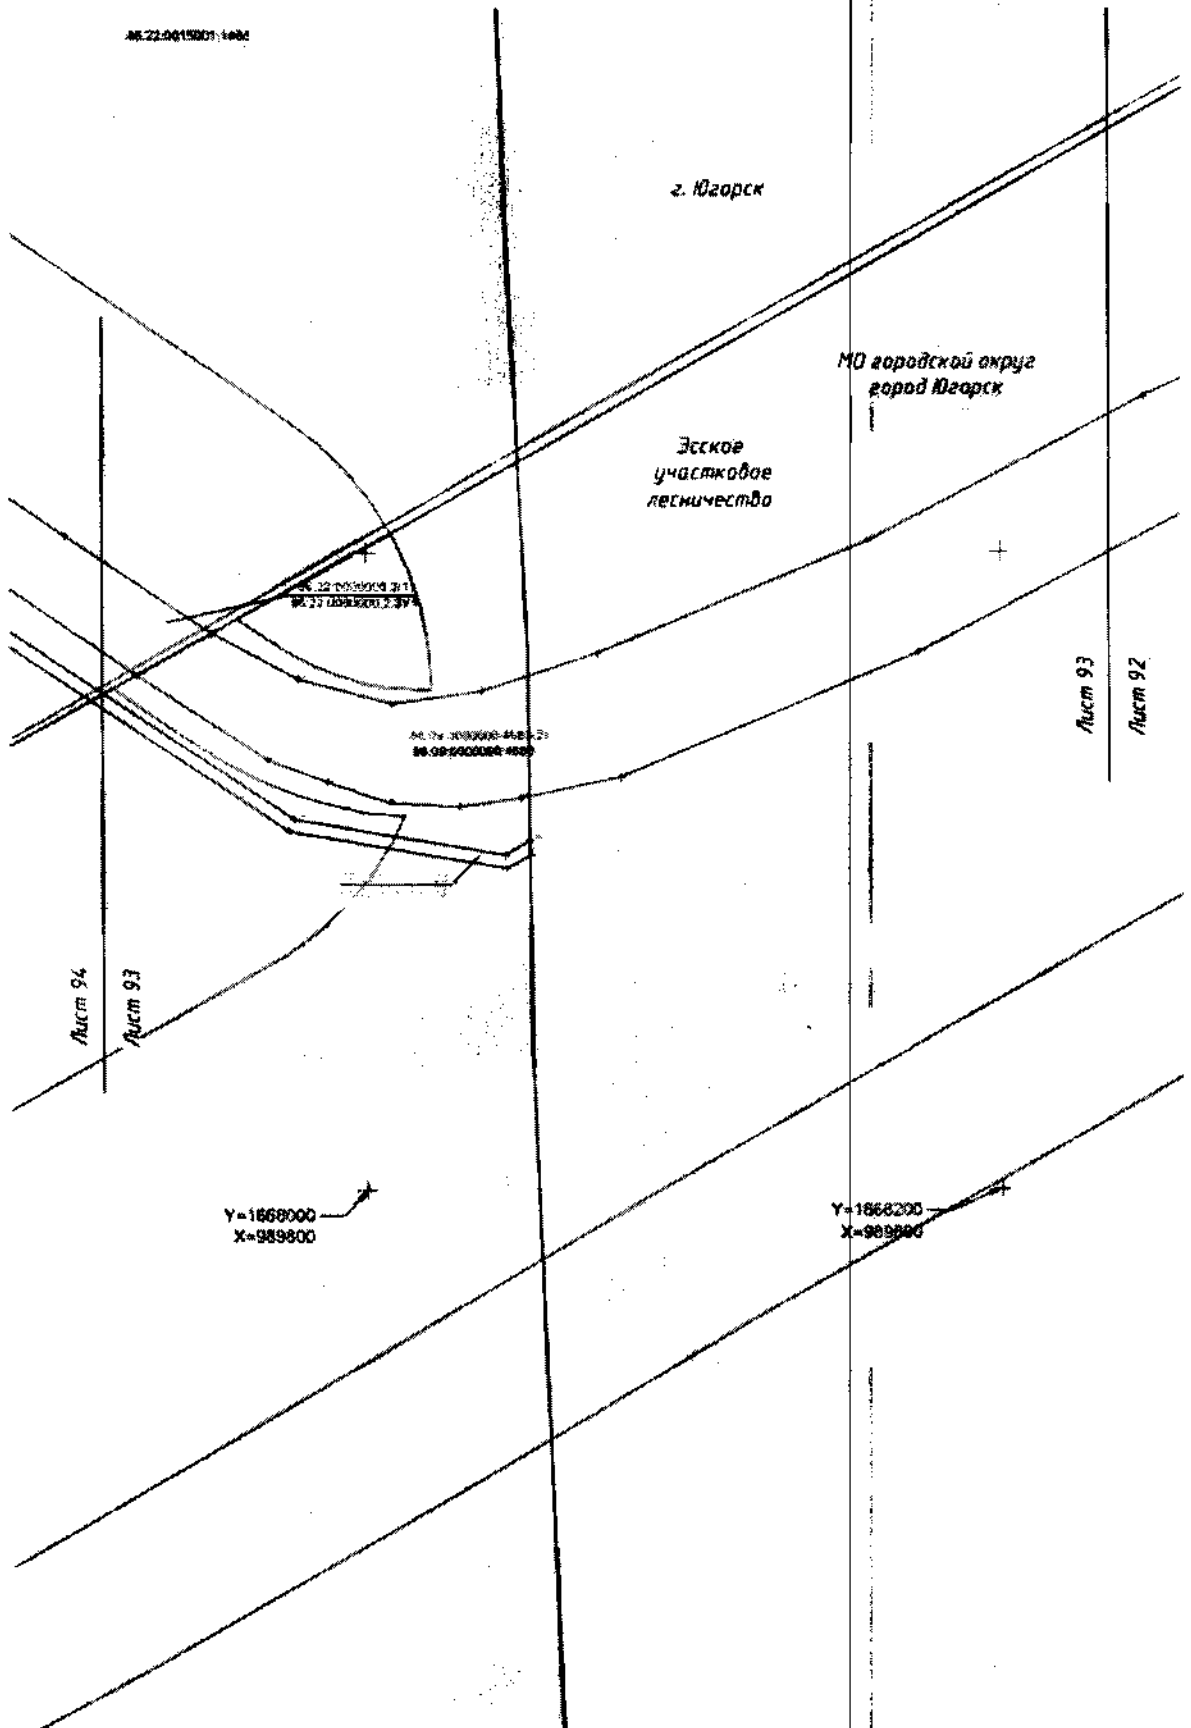 г. Югорск
МО городской округ
город Югорск
Эсское
участковое
лесничество
Лист 93
Лист 92
Лист 94
Лист 93
Y=1668000
X=989800
Y=1668200
X=989800